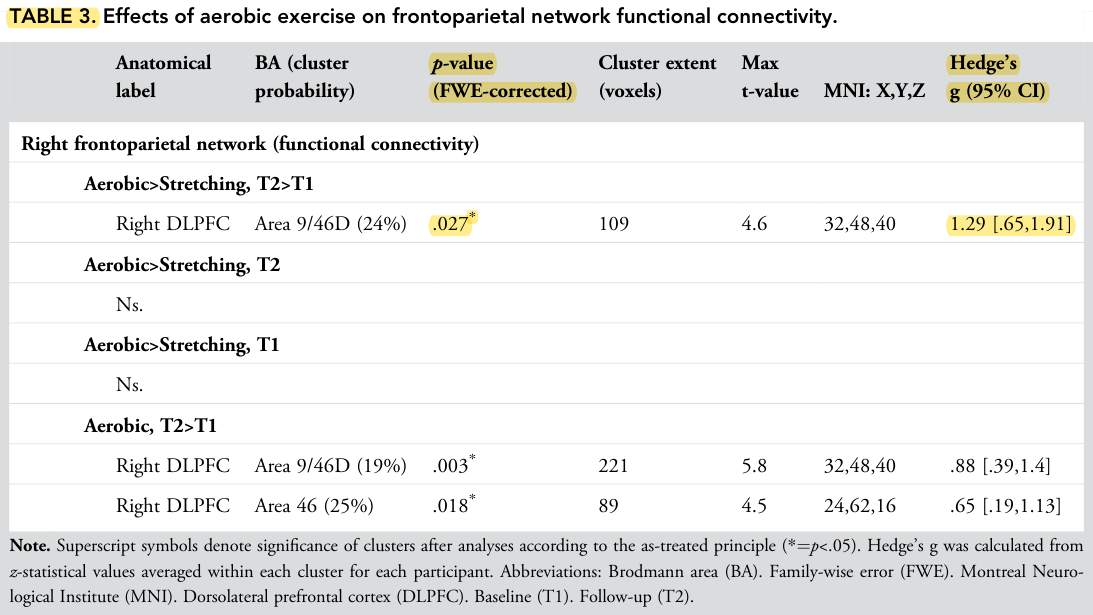 TABLE 3. Effects of aerobic exercise on frontoparietal network functional connectivity.
Anatomical label BA (cluster probability) p-value (FWE-corrected) Cluster extent (voxels) Max t-value MNI: X,Y,Z Hedge’s g (95% CI)
Right frontoparietal network (functional connectivity)
Aerobic>Stretching, T2>T1
Right DLPFC Area 9/46D (24%) .027* 109 4.6 32,48,40 1.29 [.65,1.91]
Aerobic>Stretching, T2
Ns.
Aerobic>Stretching, T1
Ns.
Aerobic, T2>T1
Right DLPFC Area 9/46D (19%) .003* 221 5.8 32,48,40 .88 [.39,1.4]
Right DLPFC Area 46 (25%) .018* 89 4.5 24,62,16 .65 [.19,1.13]
Note. Superscript symbols denote significance of clusters after analyses according to the as-treated principle (*=p<.05). Hedge’s g was calculated from
z-statistical values averaged within each cluster for each participant. Abbreviations: Brodmann area (BA). Family-wise error (FWE). Montreal Neuro-
logical Institute (MNI). Dorsolateral prefrontal cortex (DLPFC). Baseline (T1). Follow-up (T2).